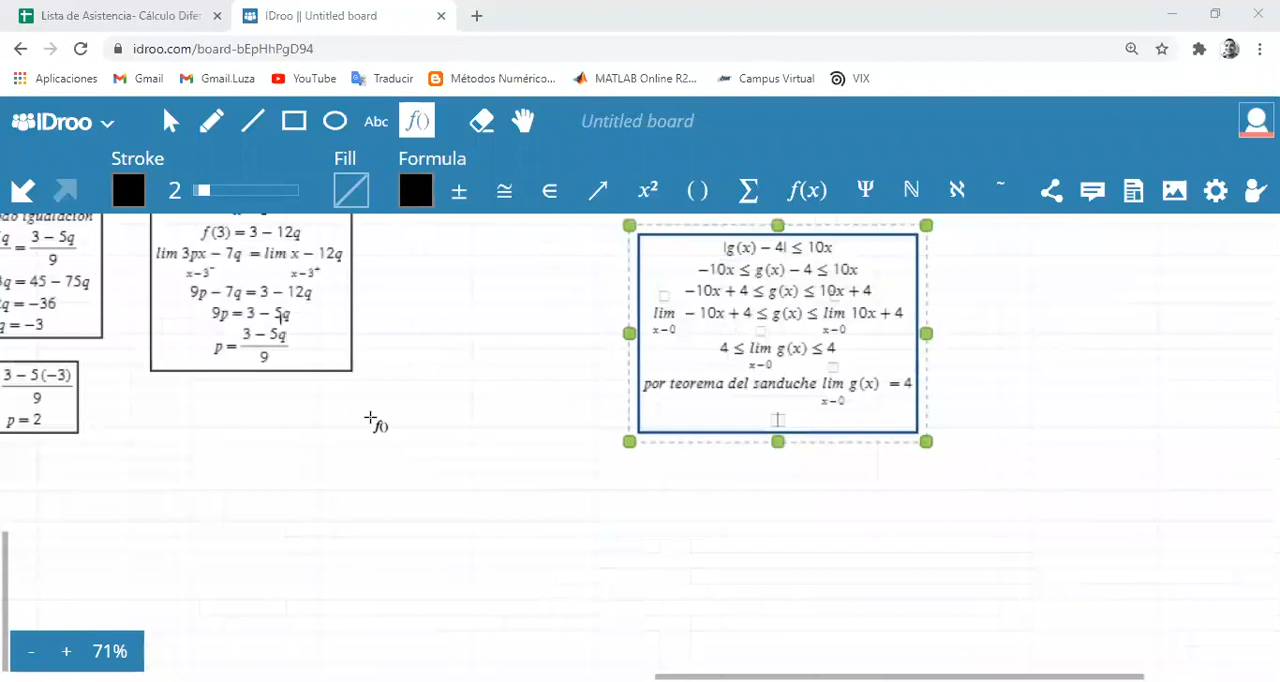 Lista de Asistencia- Cálculo Difer
IDroo || Untitled board
idroo.com/board-bEpHhPgD94
Aplicaciones Gmail Gmail.Luza YouTube Traducir Métodos Numéric... MATLAB Online R2... Campus Virtual VIX
IDroo Abc f() Untitled board
Stroke Fill Formula
2 ± ≅ ∈ x² ( ) Σ f(x) Ψ ℕ ℵ ~
do igualación
q = 3 − 5q / 9
q = 45 − 75q
q = −36
q = −3
3 − 5(−3) / 9
p = 2
f(3) = 3 − 12q
lim 3px − 7q = lim x − 12q
x−3⁻ x−3⁺
9p − 7q = 3 − 12q
9p = 3 − 5q
p = 3 − 5q / 9
f()
|g(x) − 4| ≤ 10x
−10x ≤ g(x) − 4 ≤ 10x
−10x + 4 ≤ g(x) ≤ 10x + 4
lim − 10x + 4 ≤ g(x) ≤ lim 10x + 4
x−0 x−0
4 ≤ lim g(x) ≤ 4
x−0
por teorema del sanduche lim g(x) = 4
x−0
- + 71%